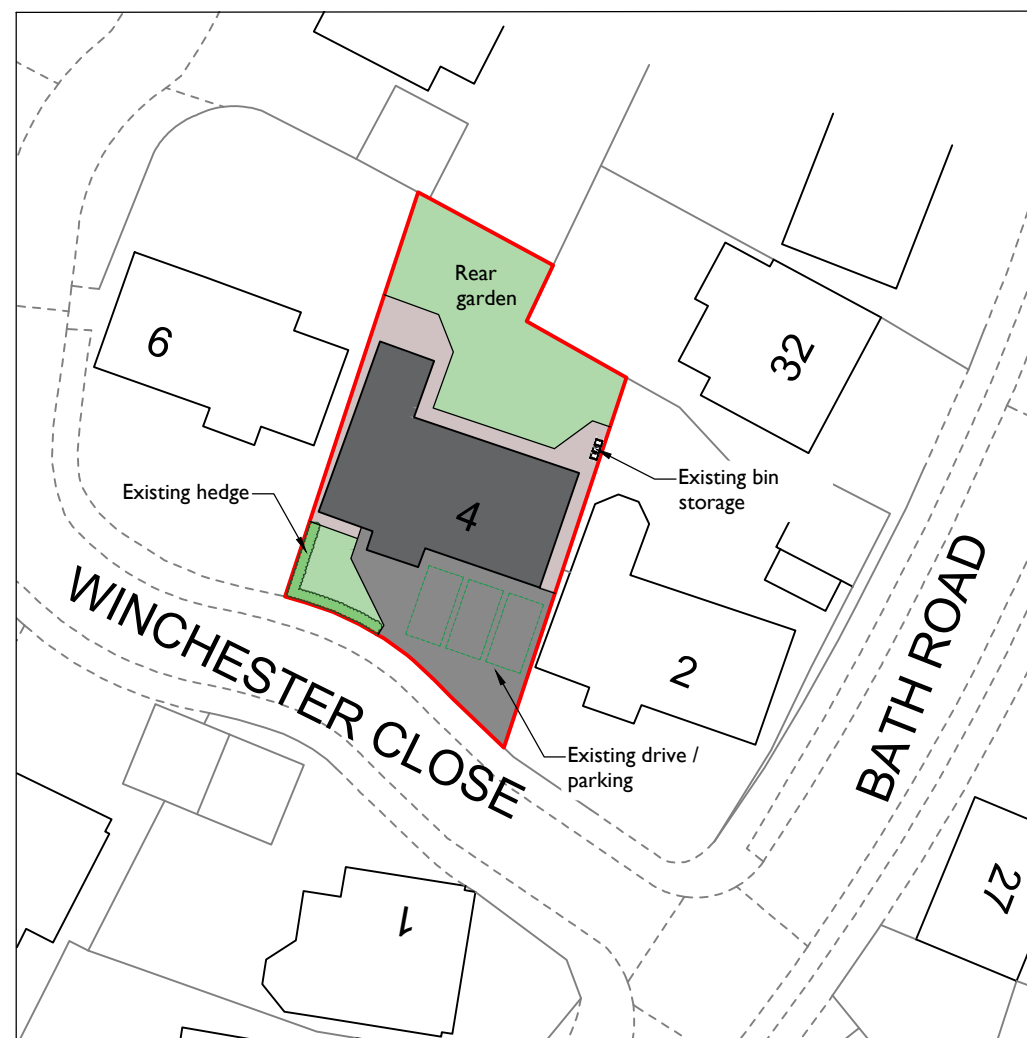 Rear
garden
6
32
Existing bin
storage
Existing hedge
4
WINCHESTER CLOSE
2
BATH ROAD
Existing drive /
parking
27
1